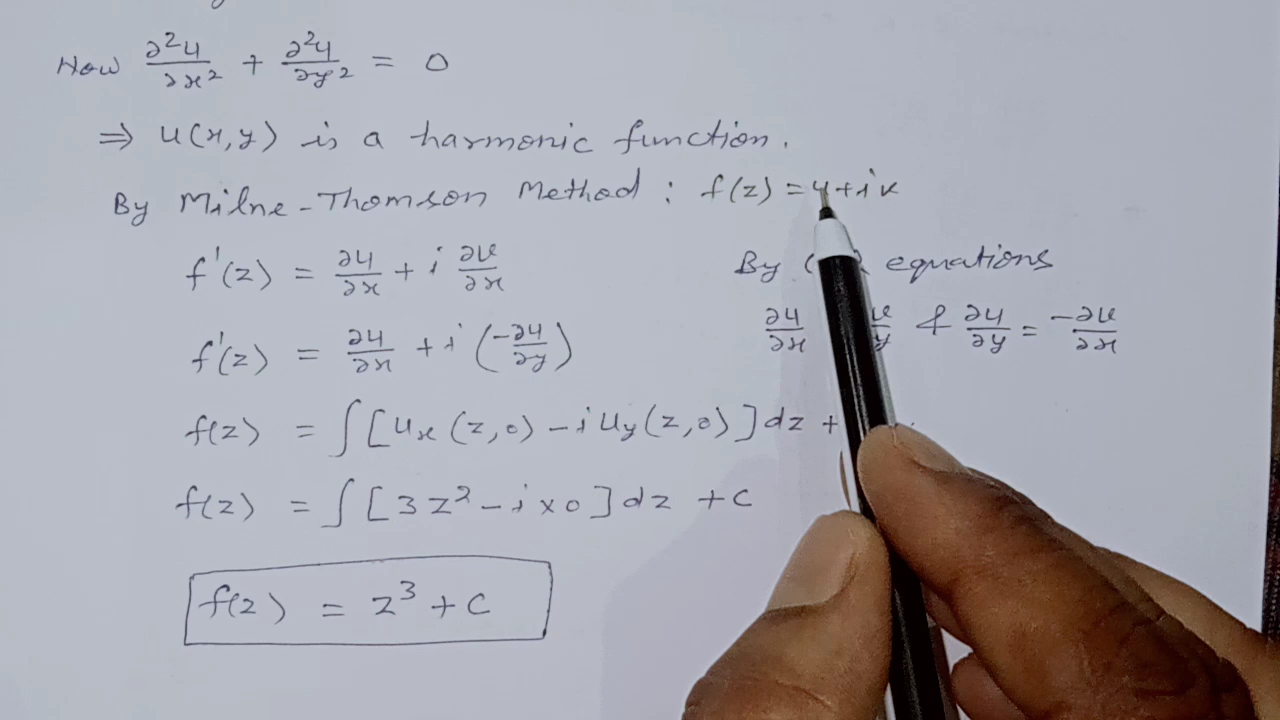 Now ∂²u/∂x² + ∂²u/∂y² = 0
⇒ u(x,y) is a harmonic function.
By Milne-Thomson Method : f(z) = u+iv
f'(z) = ∂u/∂x + i ∂v/∂x
By equations
f'(z) = ∂u/∂x + i (-∂u/∂y)
∂u/∂x v/y & ∂u/∂y = -∂v/∂x
f(z) = ∫[uₓ(z,0) - i u_y(z,0)]dz +
f(z) = ∫[3z² - i×0]dz + c
f(z) = z³ + c